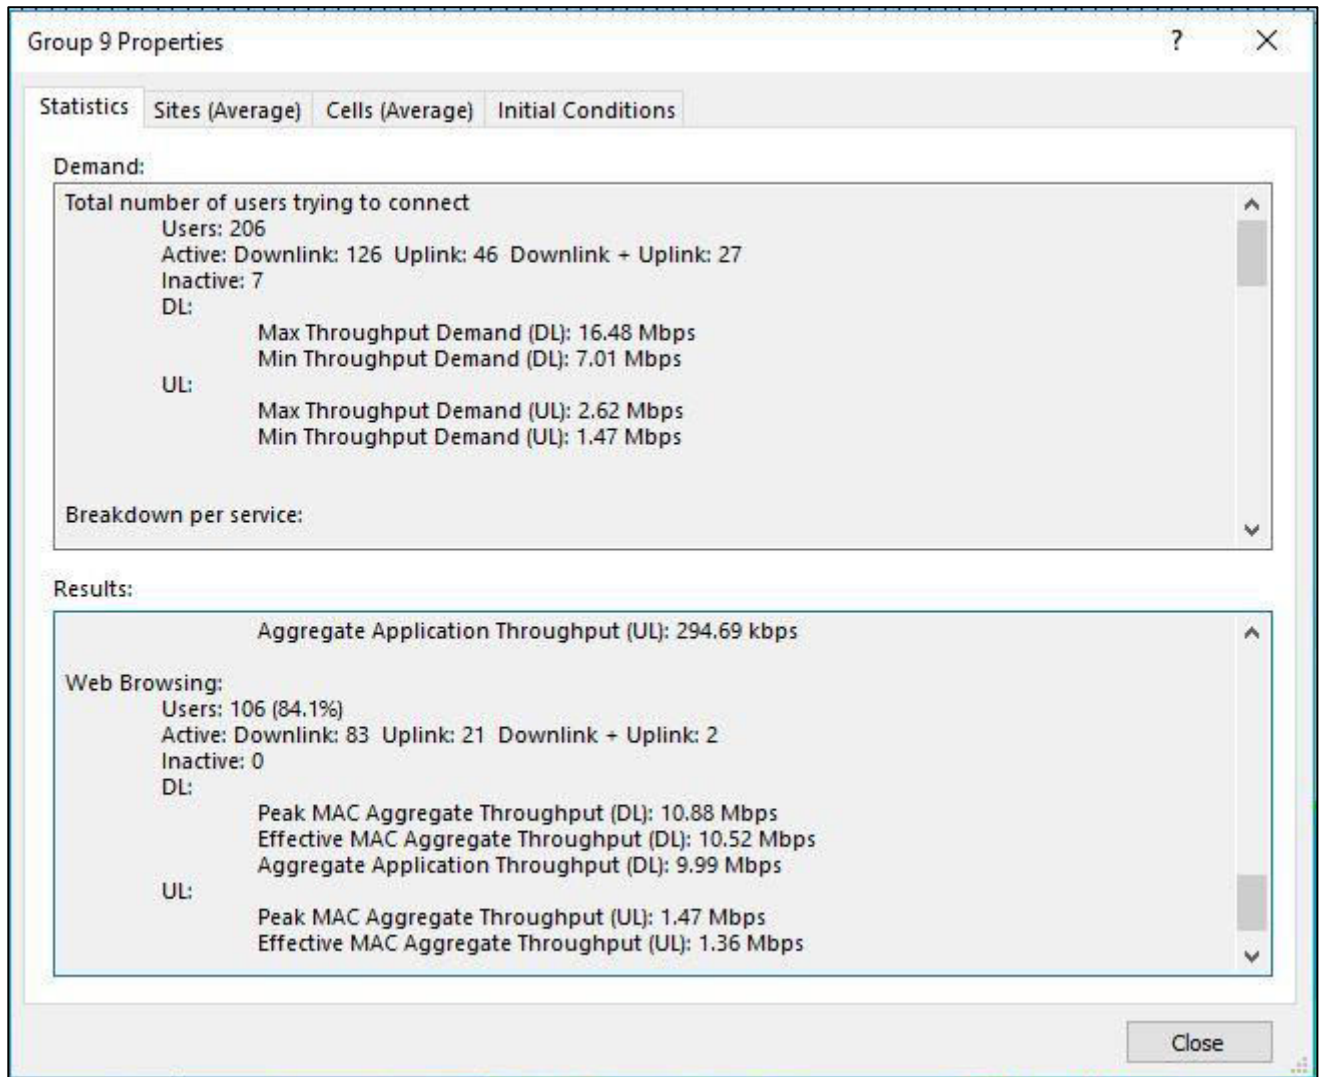 Group 9 Properties
?
Statistics Sites (Average) Cells (Average) Initial Conditions
Demand:
Total number of users trying to connect
Users: 206
Active: Downlink: 126 Uplink: 46 Downlink + Uplink: 27
Inactive: 7
DL:
Max Throughput Demand (DL): 16.48 Mbps
Min Throughput Demand (DL): 7.01 Mbps
UL:
Max Throughput Demand (UL): 2.62 Mbps
Min Throughput Demand (UL): 1.47 Mbps
Breakdown per service:
Results:
Aggregate Application Throughput (UL): 294.69 kbps
Web Browsing:
Users: 106 (84.1%)
Active: Downlink: 83 Uplink: 21 Downlink + Uplink: 2
Inactive: 0
DL:
Peak MAC Aggregate Throughput (DL): 10.88 Mbps
Effective MAC Aggregate Throughput (DL): 10.52 Mbps
Aggregate Application Throughput (DL): 9.99 Mbps
UL:
Peak MAC Aggregate Throughput (UL): 1.47 Mbps
Effective MAC Aggregate Throughput (UL): 1.36 Mbps
Close